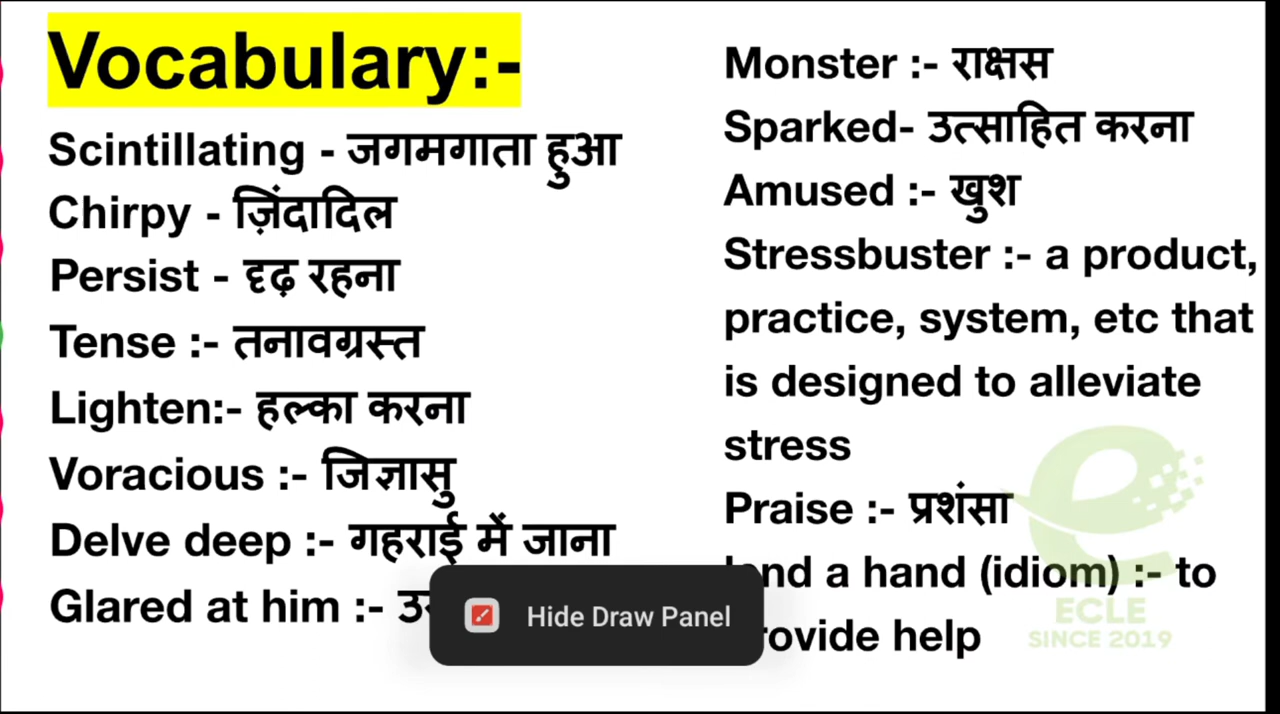 Vocabulary:-
Scintillating - जगमगाता हुआ
Chirpy - ज़िंदादिल
Persist - दृढ़ रहना
Tense :- तनावग्रस्त
Lighten:- हल्का करना
Voracious :- जिज्ञासु
Delve deep :- गहराई में जाना
Glared at him :-
Hide Draw Panel
Monster :- राक्षस
Sparked- उत्साहित करना
Amused :- खुश
Stressbuster :- a product,
practice, system, etc that
is designed to alleviate
stress
Praise :- प्रशंसा
a hand (idiom) :- to
help
ECLE
SINCE 2019